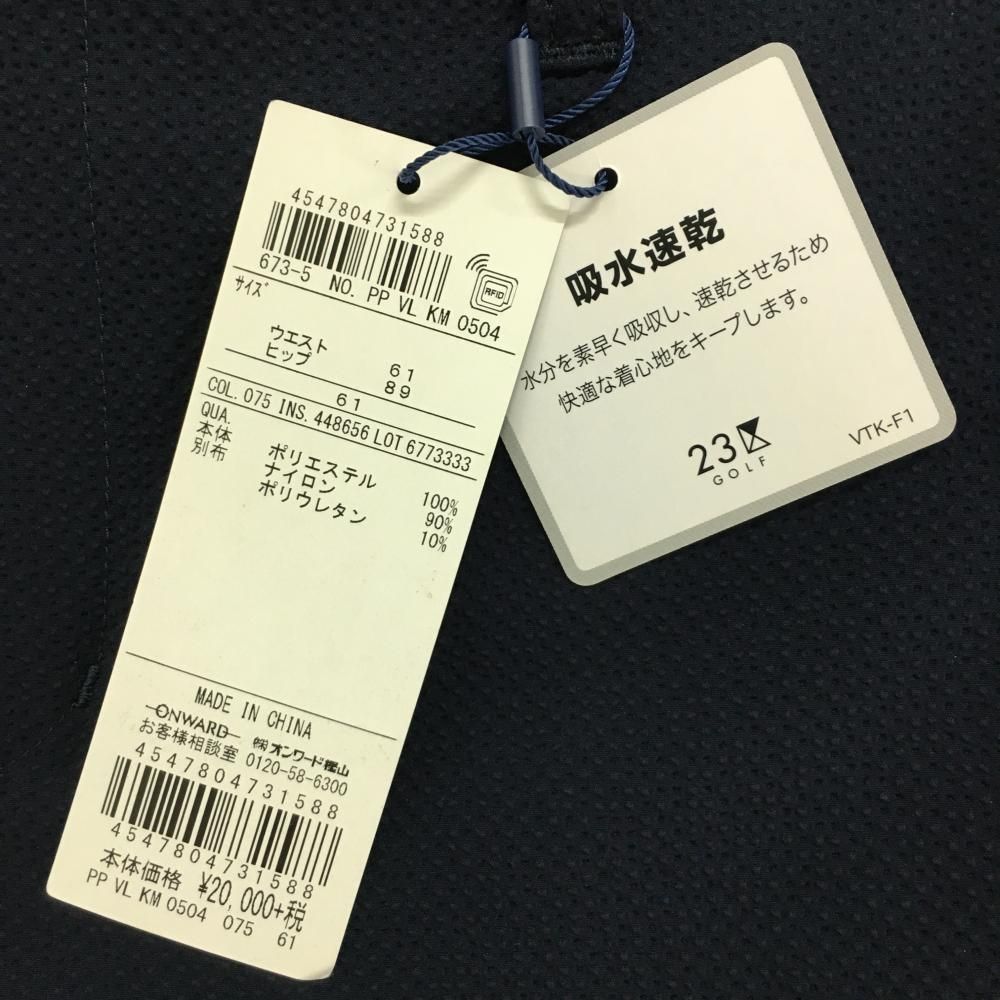 4547804731588
673-5 NO. PP VL KM 0504
RFID
サイズ
ウエスト 61
ヒップ 89
61
COL. 075 INS. 448656 LOT 6773333
QUA.
本体 ポリエステル 100%
別布 ナイロン 90%
ポリウレタン 10%
MADE IN CHINA
ONWARD ㈱オンワード樫山
お客様相談室 0120-58-6300
4547804731588
4547804731588
本体価格 ¥20,000+税
PP VL KM 0504 075 61
吸水速乾
水分を素早く吸収し、速乾させるため
快適な着心地をキープします。
23
GOLF
VTK-F1